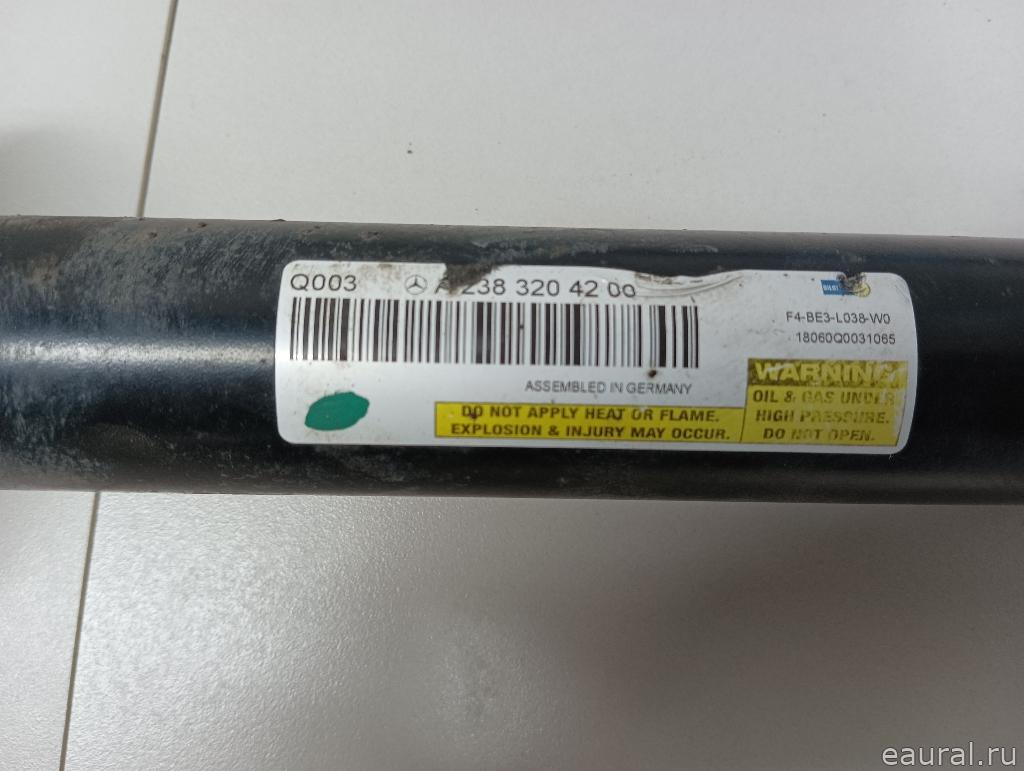 Q003 A 238 320 42 00
F4-BE3-L038-W0
18060Q0031065
ASSEMBLED IN GERMANY
DO NOT APPLY HEAT OR FLAME.
EXPLOSION & INJURY MAY OCCUR.
WARNING
OIL & GAS UNDER
HIGH PRESSURE.
DO NOT OPEN.
eaural.ru